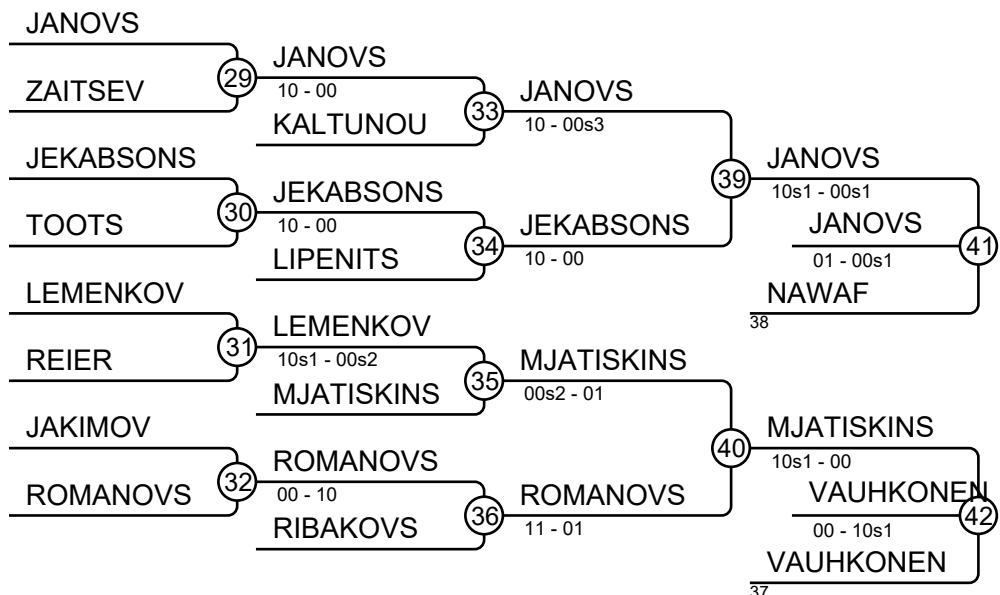 JANOVS
29
ZAITSEV
JANOVS
10 - 00
KALTUNOU
33
JANOVS
10 - 00s3
JEKABSONS
30
TOOTS
JEKABSONS
10 - 00
LIPENITS
34
JEKABSONS
10 - 00
39
JANOVS
10s1 - 00s1
JANOVS
01 - 00s1
41
NAWAF
38
LEMENKOV
31
REIER
LEMENKOV
10s1 - 00s2
MJATISKINS
35
MJATISKINS
00s2 - 01
JAKIMOV
32
ROMANOVS
ROMANOVS
00 - 10
RIBAKOVS
36
ROMANOVS
11 - 01
40
MJATISKINS
10s1 - 00
VAUHKONEN
00 - 10s1
42
VAUHKONEN
37